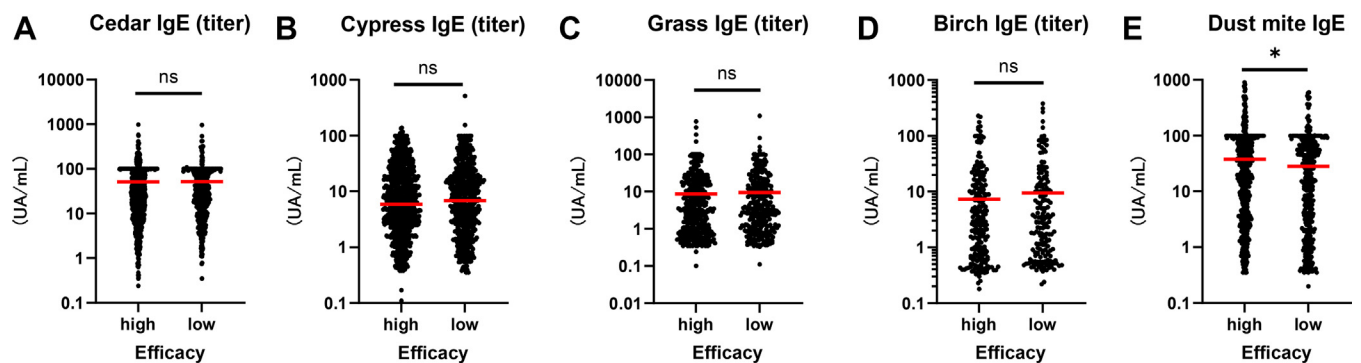 A
Cedar IgE (titer)
ns
10000
1000
100
10
1
0.1
(UA/mL)
high
low
Efficacy
B
Cypress IgE (titer)
ns
1000
100
10
1
0.1
(UA/mL)
high
low
Efficacy
C
Grass IgE (titer)
ns
10000
1000
100
10
1
0.1
0.01
(UA/mL)
high
low
Efficacy
D
Birch IgE (titer)
ns
1000
100
10
1
0.1
(UA/mL)
high
low
Efficacy
E
Dust mite IgE
*
1000
100
10
1
0.1
(UA/mL)
high
low
Efficacy